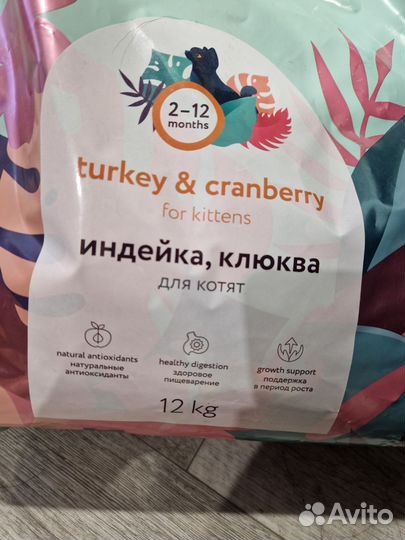 2–12
months
turkey & cranberry
for kittens
индейка, клюква
для котят
natural antioxidants
натуральные
антиоксиданты
healthy digestion
здоровое
пищеварение
growth support
поддержка
в период роста
12 kg
Avito